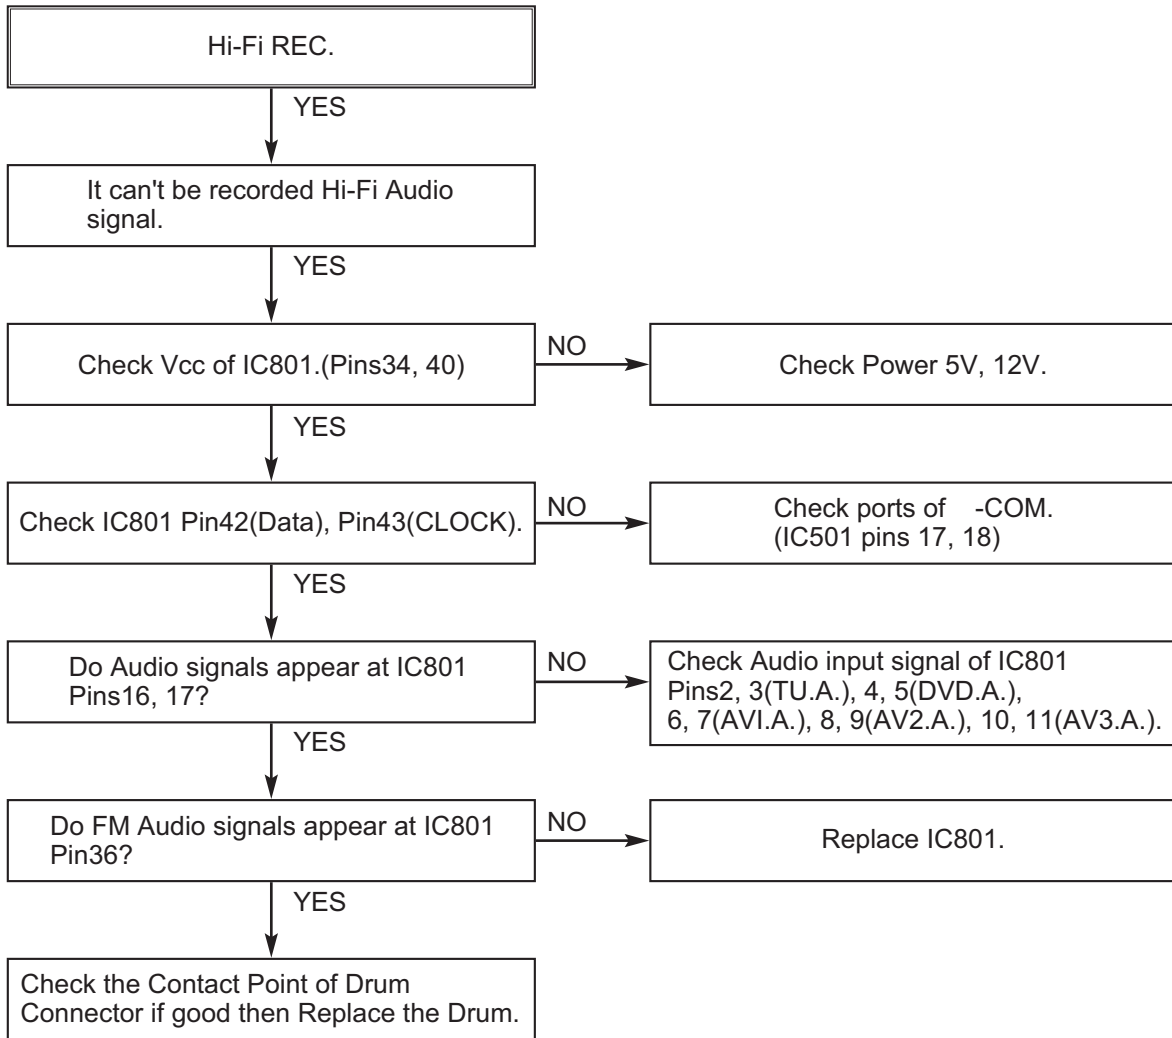 Hi-Fi REC.
YES
It can't be recorded Hi-Fi Audio
signal.
YES
Check Vcc of IC801.(Pins34, 40)
NO
Check Power 5V, 12V.
YES
Check IC801 Pin42(Data), Pin43(CLOCK).
NO
Check ports of -COM.
(IC501 pins 17, 18)
YES
Do Audio signals appear at IC801
Pins16, 17?
NO
Check Audio input signal of IC801
Pins2, 3(TU.A.), 4, 5(DVD.A.),
6, 7(AVI.A.), 8, 9(AV2.A.), 10, 11(AV3.A.).
YES
Do FM Audio signals appear at IC801
Pin36?
NO
Replace IC801.
YES
Check the Contact Point of Drum
Connector if good then Replace the Drum.